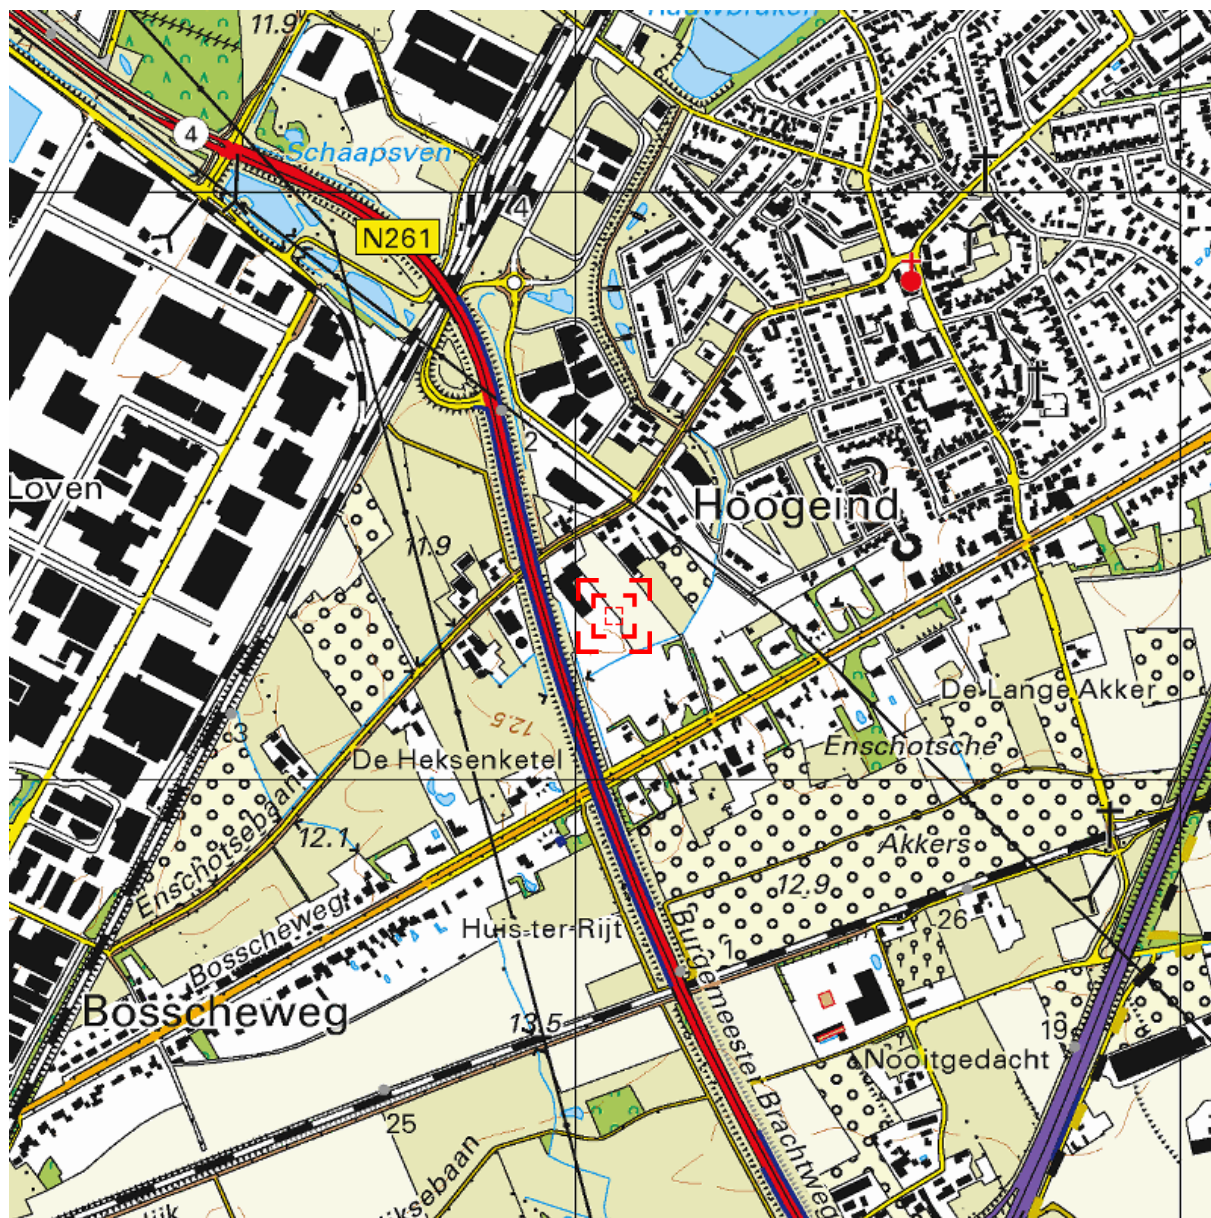 11.9
4
Schaapsven
4
N261
2
Loven
Hoogeind
11.9
De Lange Akker
3
12.5
Enschotsche
De Heksenketel
Enschotsebaan
12.1
Akkers
12.9
Bosscheweg
Huis-ter-Rijt
Burgemeester Brachtweg
1
26
Bosscheweg
13.5
19
Nooitgedacht
25